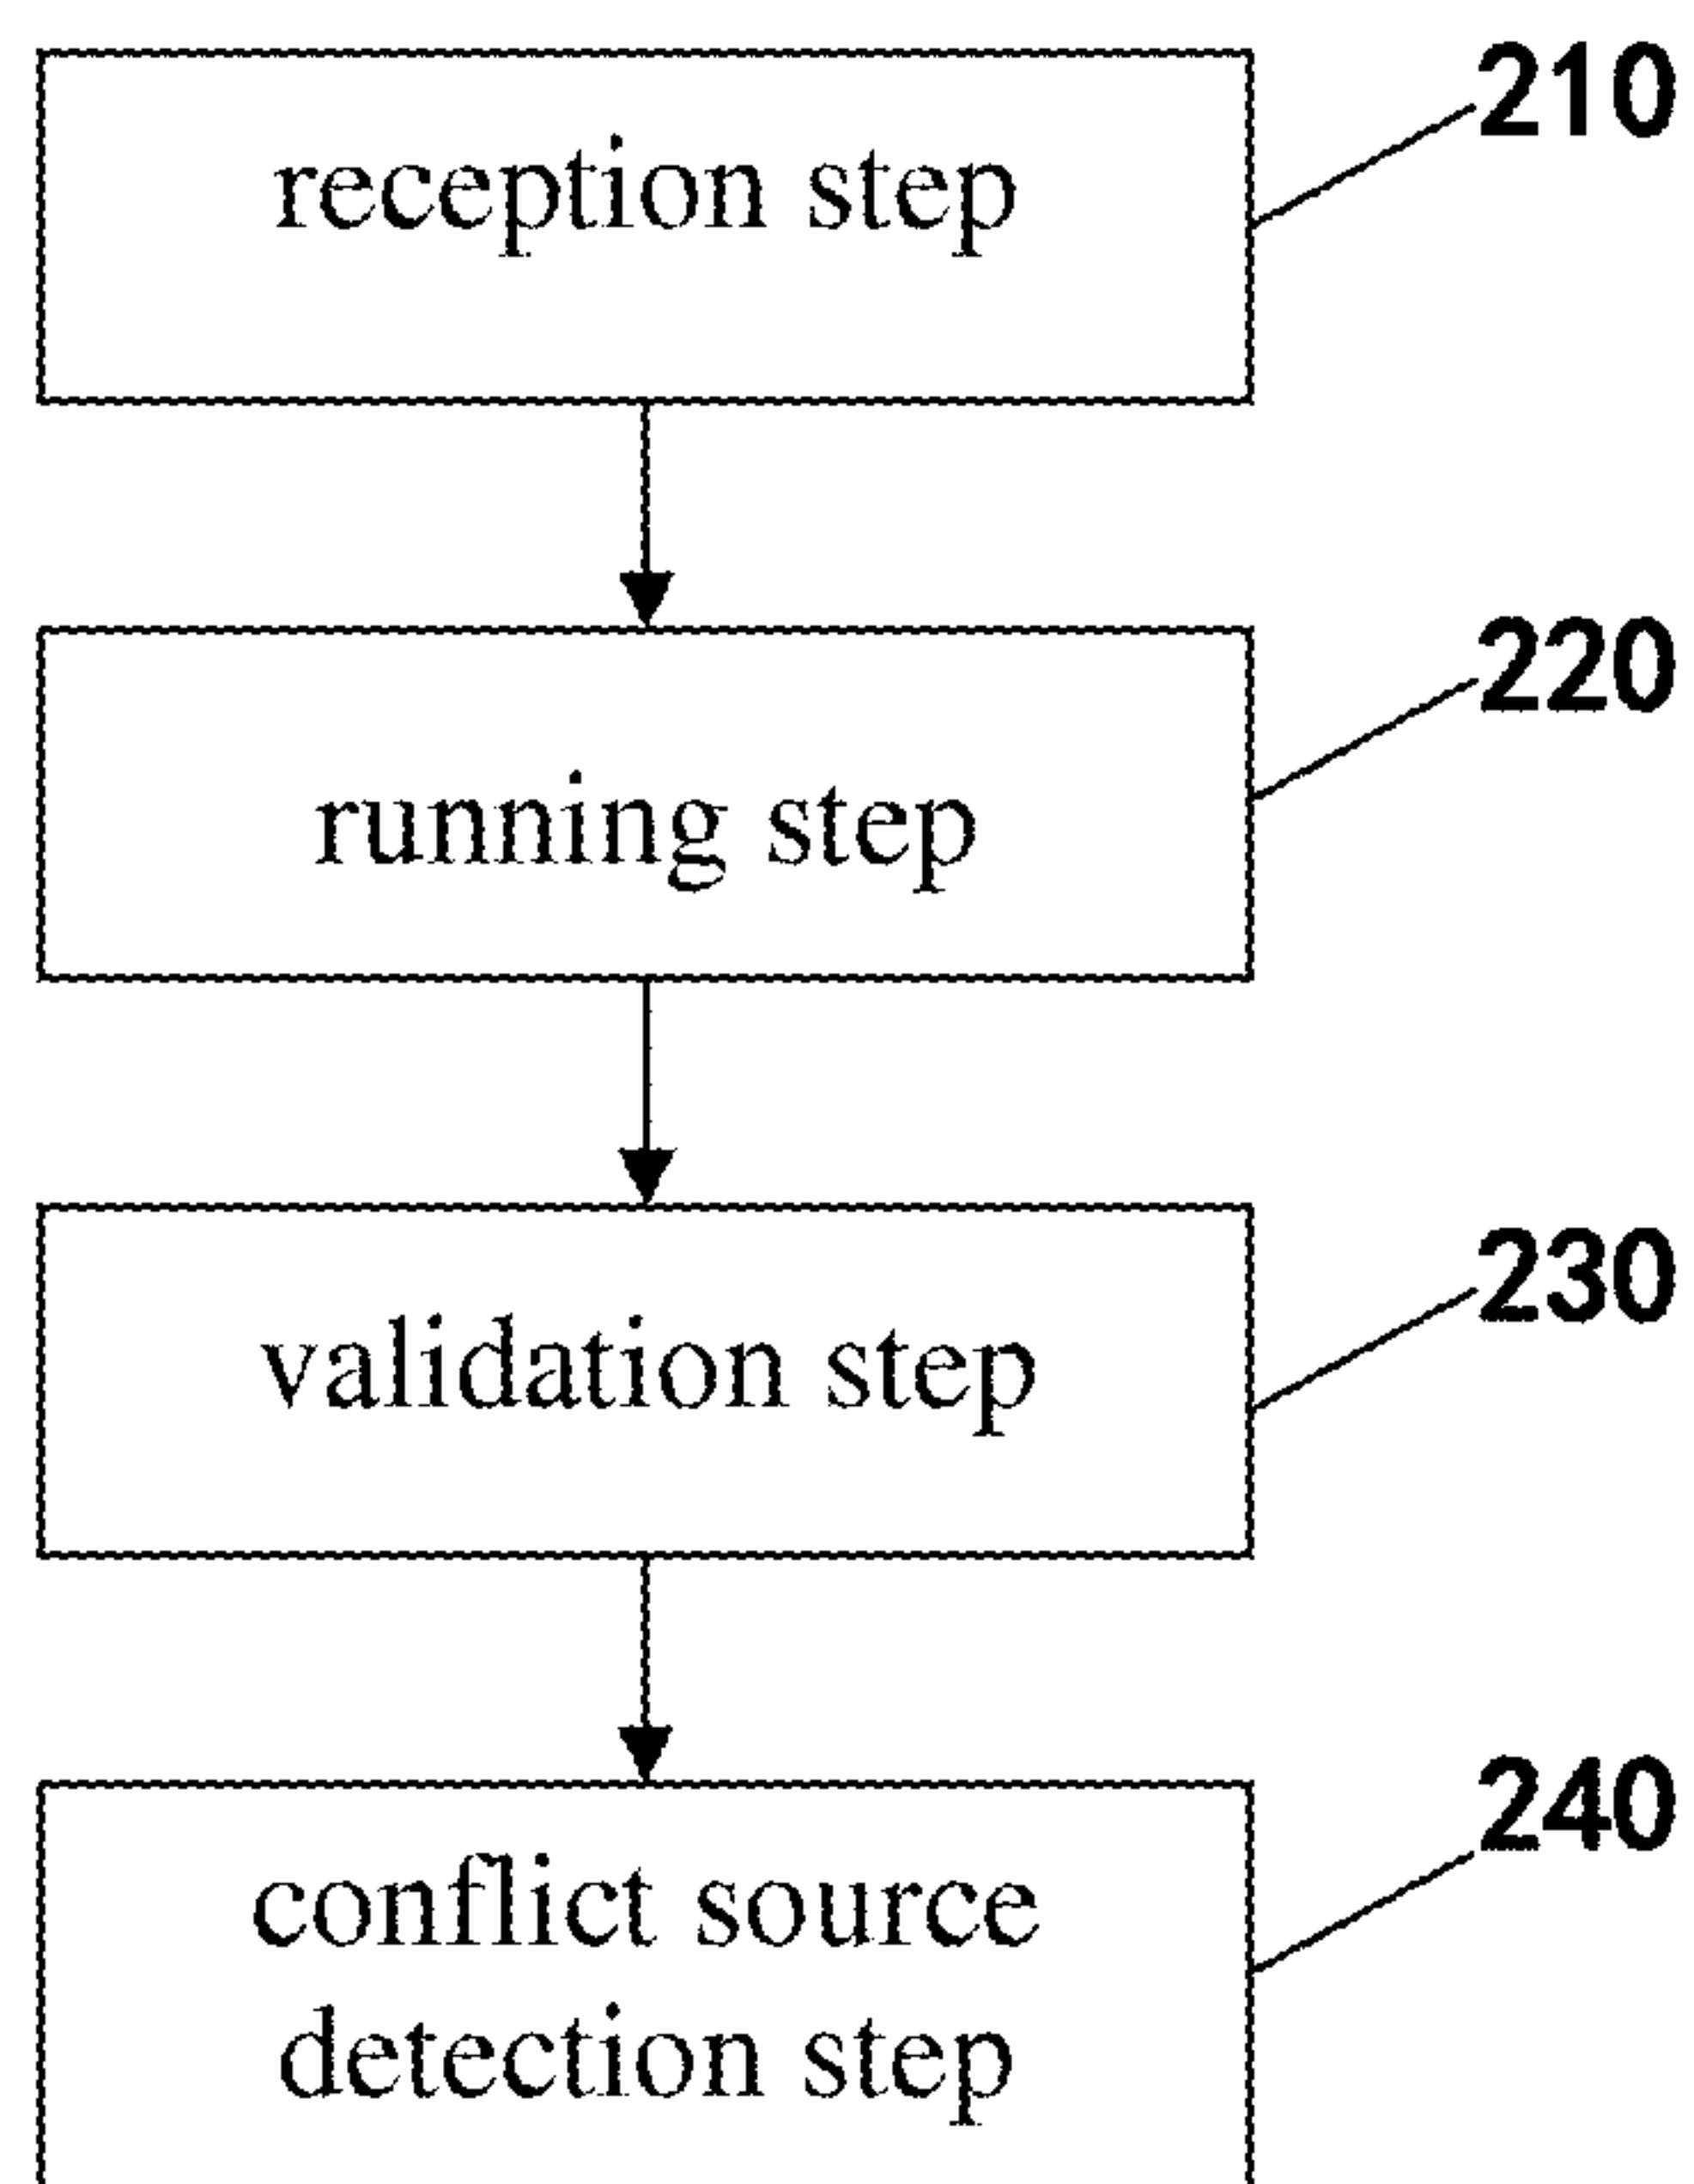 210
reception step
220
running step
230
validation step
240
conflict source
detection step